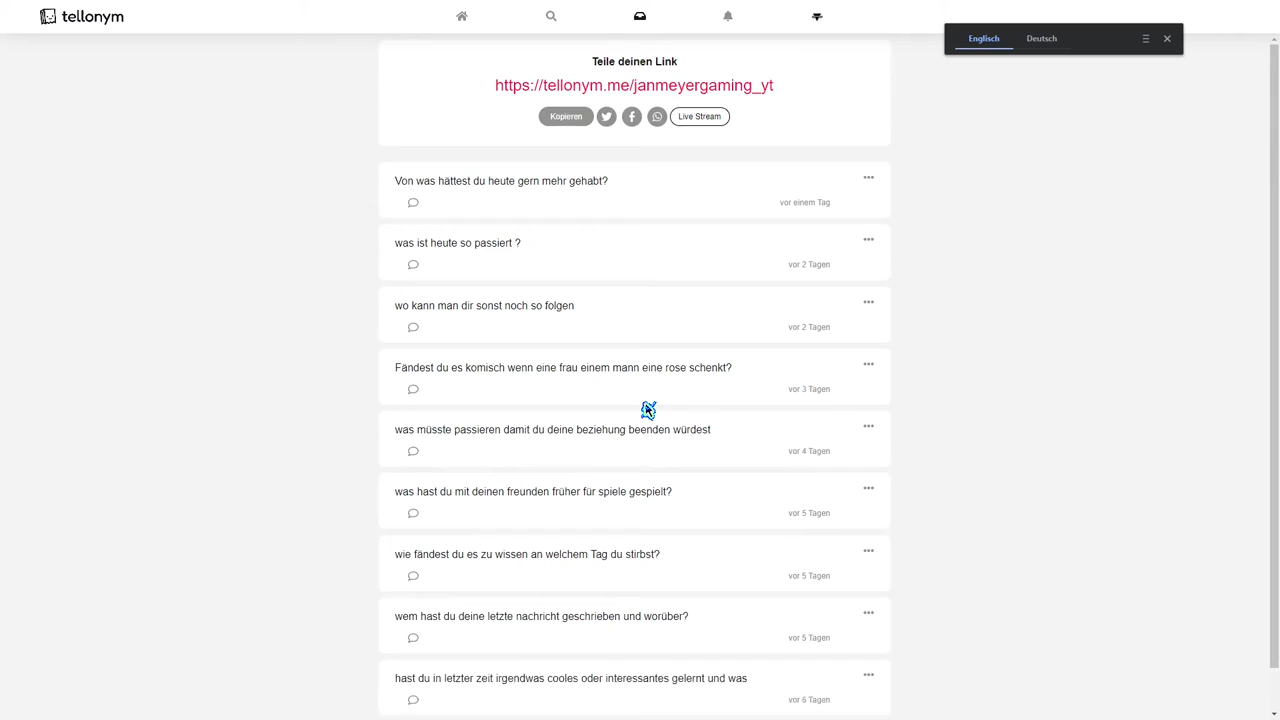 tellonym
Englisch Deutsch
Teile deinen Link
https://tellonym.me/janmeyergaming_yt
Kopieren Live Stream
Von was hättest du heute gern mehr gehabt?
vor einem Tag
was ist heute so passiert ?
vor 2 Tagen
wo kann man dir sonst noch so folgen
vor 2 Tagen
Fändest du es komisch wenn eine frau einem mann eine rose schenkt?
vor 3 Tagen
was müsste passieren damit du deine beziehung beenden würdest
vor 4 Tagen
was hast du mit deinen freunden früher für spiele gespielt?
vor 5 Tagen
wie fändest du es zu wissen an welchem Tag du stirbst?
vor 5 Tagen
wem hast du deine letzte nachricht geschrieben und worüber?
vor 5 Tagen
hast du in letzter zeit irgendwas cooles oder interessantes gelernt und was
vor 6 Tagen